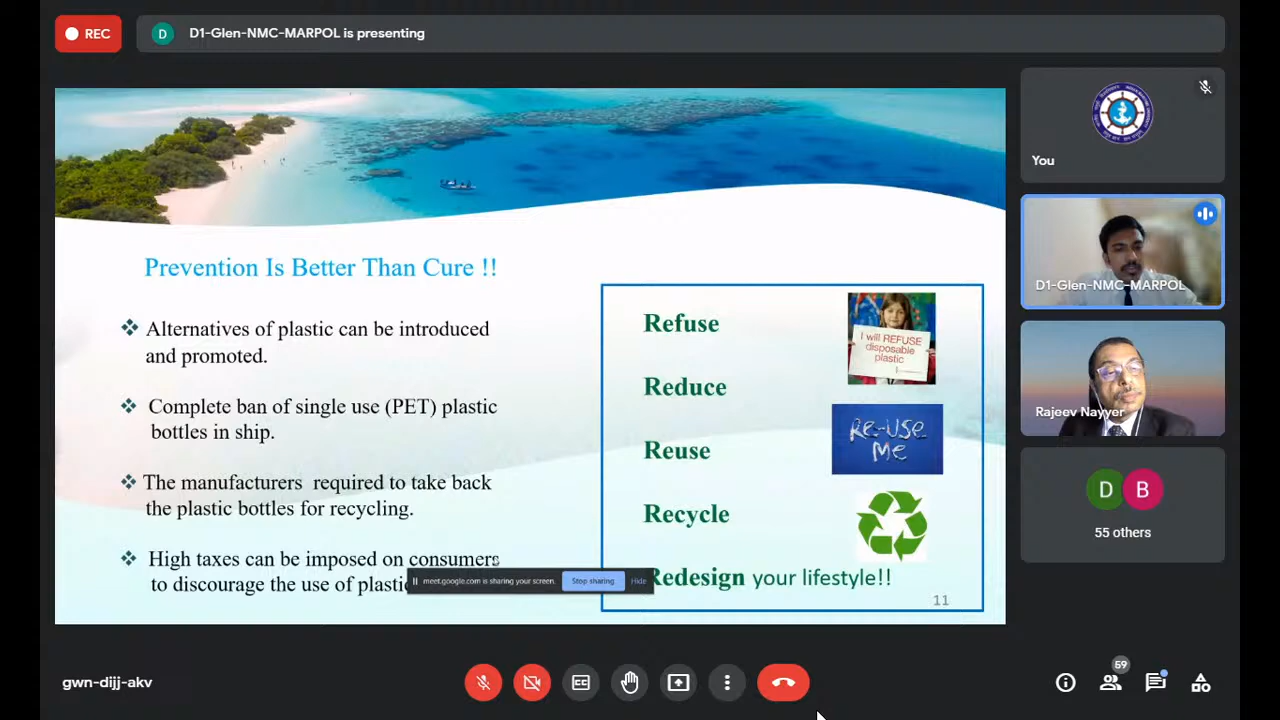 REC
D
D1-Glen-NMC-MARPOL is presenting
You
D1-Glen-NMC-MARPOL
Rajeev Nayyer
D
B
55 others
Prevention Is Better Than Cure !!
Alternatives of plastic can be introduced
and promoted.
Complete ban of single use (PET) plastic
bottles in ship.
The manufacturers required to take back
the plastic bottles for recycling.
High taxes can be imposed on consumers
to discourage the use of
meet.google.com is sharing your screen.
Stop sharing
Hide
Refuse
I will REFUSE
disposable
plastic
Reduce
Reuse
RE-USE
ME
Recycle
Redesign your lifestyle!!
11
gwn-dijj-akv
CC
59